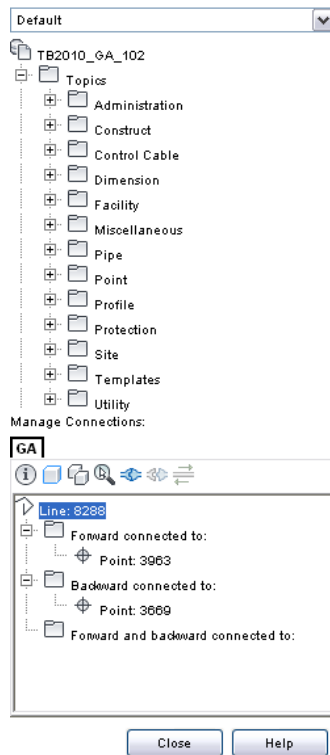 Default
TB2010_GA_102
Topics
Administration
Construct
Control Cable
Dimension
Facility
Miscellaneous
Pipe
Point
Profile
Protection
Site
Templates
Utility
Manage Connections:
GA
Line: 8288
Forward connected to:
Point: 3963
Backward connected to:
Point: 3669
Forward and backward connected to:
Close
Help